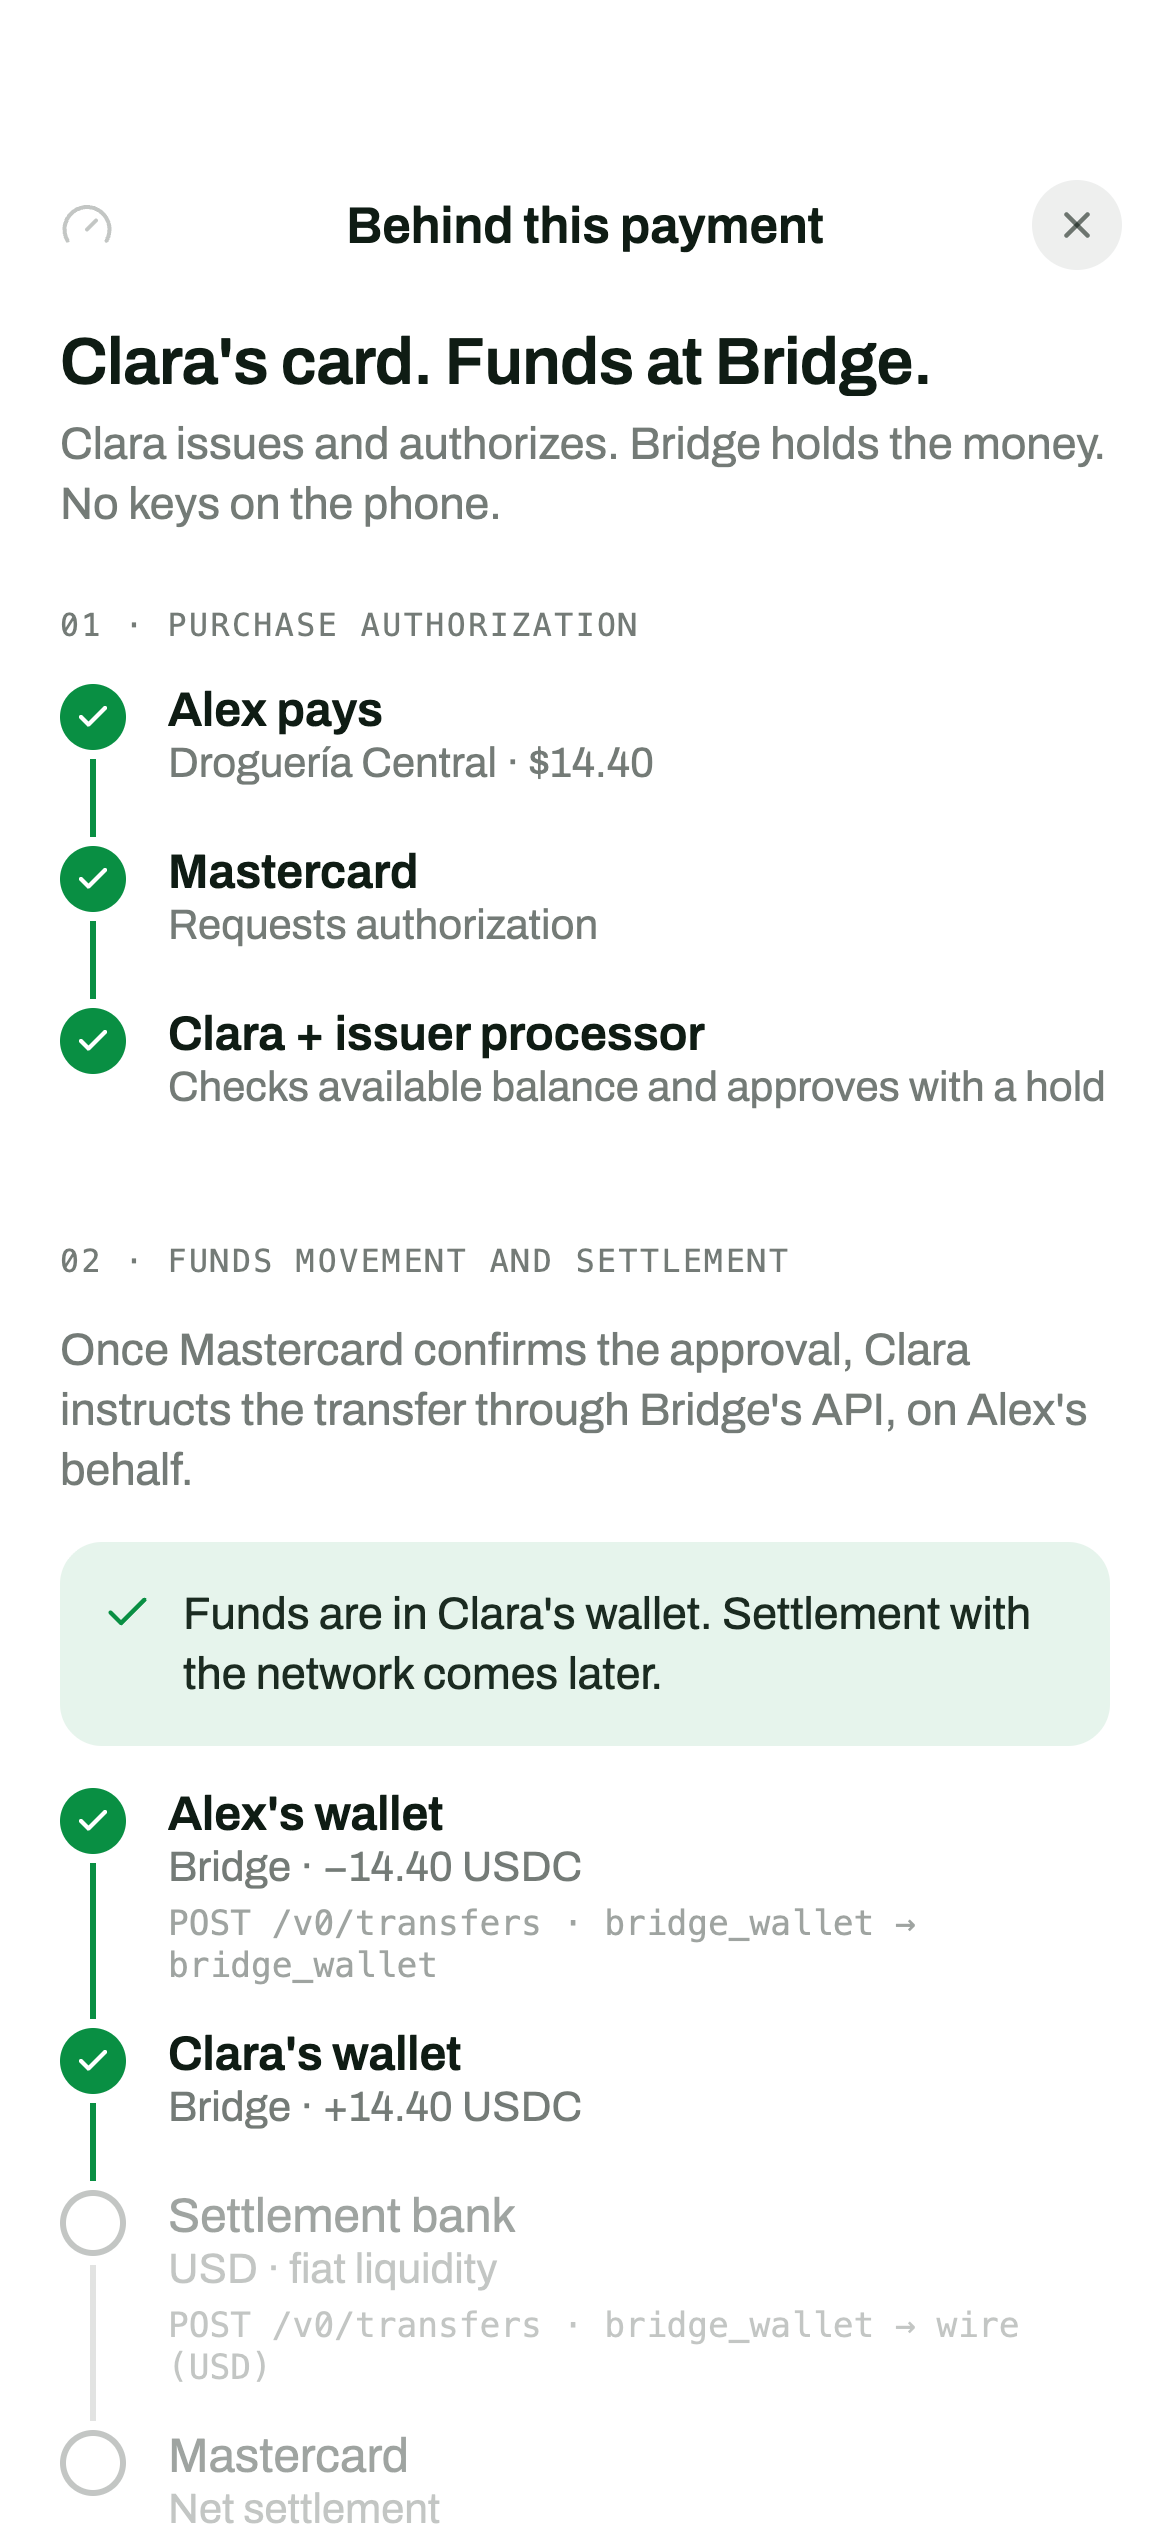 Behind this payment
Clara's card. Funds at Bridge.
Clara issues and authorizes. Bridge holds the money.
No keys on the phone.
01 · PURCHASE AUTHORIZATION
Alex pays
Droguería Central · $14.40
Mastercard
Requests authorization
Clara + issuer processor
Checks available balance and approves with a hold
02 · FUNDS MOVEMENT AND SETTLEMENT
Once Mastercard confirms the approval, Clara
instructs the transfer through Bridge's API, on Alex's
behalf.
Funds are in Clara's wallet. Settlement with
the network comes later.
Alex's wallet
Bridge · −14.40 USDC
POST /v0/transfers · bridge_wallet →
bridge_wallet
Clara's wallet
Bridge · +14.40 USDC
Settlement bank
USD · fiat liquidity
POST /v0/transfers · bridge_wallet → wire
(USD)
Mastercard
Net settlement